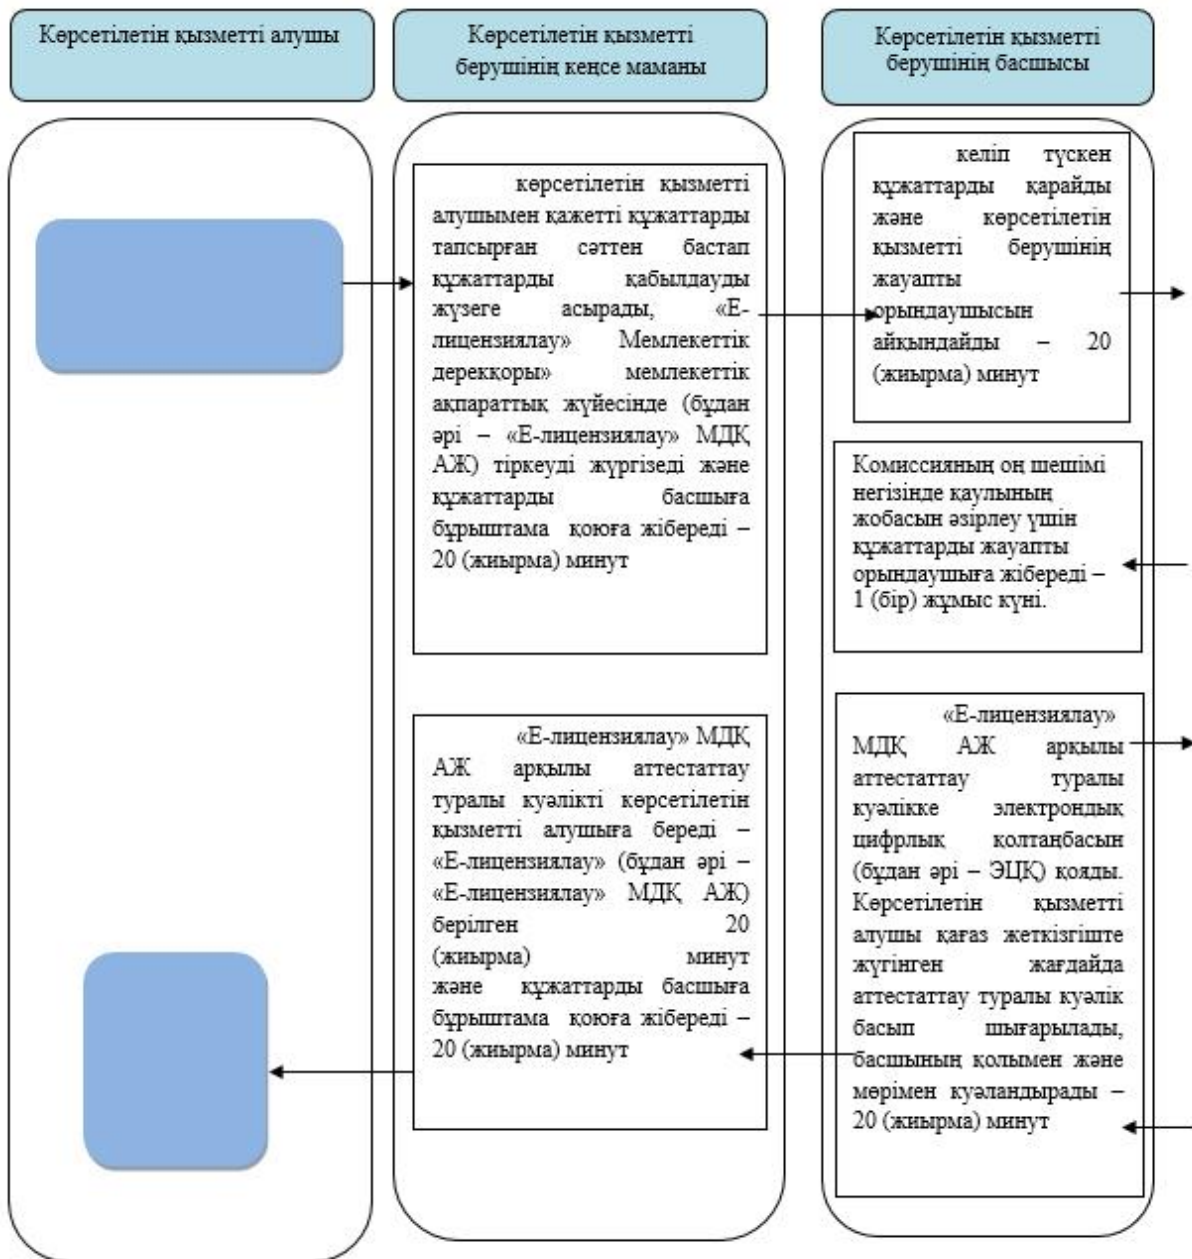 Көрсетілетін қызметті алушы
Көрсетілетін қызметті
берушінің кеңсе маманы
Көрсетілетін қызметті
берушінің басшысы
көрсетілетін қызметті
алушымен қажетті құжаттарды
тапсырған сәттен бастап
құжаттарды қабылдауды
жүзеге асырады, «Е-
лицензиялау» Мемлекеттік
дерекқоры» мемлекеттік
ақпараттық жүйесінде (бұдан
әрі – «Е-лицензиялау» МДҚ
АЖ) тіркеуді жүргізеді және
құжаттарды басшыға
бұрыштама қоюға жібереді –
20 (жиырма) минут
«Е-лицензиялау» МДҚ
АЖ арқылы аттестаттау
туралы куәлікті көрсетілетін
қызметті алушыға береді –
«Е-лицензиялау» (бұдан әрі –
«Е-лицензиялау» МДҚ АЖ)
берілген 20
(жиырма) минут
және құжаттарды басшыға
бұрыштама қоюға жібереді –
20 (жиырма) минут
келіп түскен
құжаттарды қарайды
және көрсетілетін
қызметті берушінің
жауапты
орындаушысын
айқындайды – 20
(жиырма) минут
Комиссияның оң шешімі
негізінде қаулының
жобасын әзірлеу үшін
құжаттарды жауапты
орындаушыға жібереді –
1 (бір) жұмыс күні.
«Е-лицензиялау»
МДҚ АЖ арқылы
аттестаттау туралы
куәлікке электрондық
цифрлық қолтаңбасын
(бұдан әрі – ЭЦҚ) қояды.
Көрсетілетін қызметті
алушы қағаз жеткізгіште
жүгінген жағдайда
аттестаттау туралы куәлік
басып шығарылады,
басшының қолымен және
мөрімен куәландырады –
20 (жиырма) минут